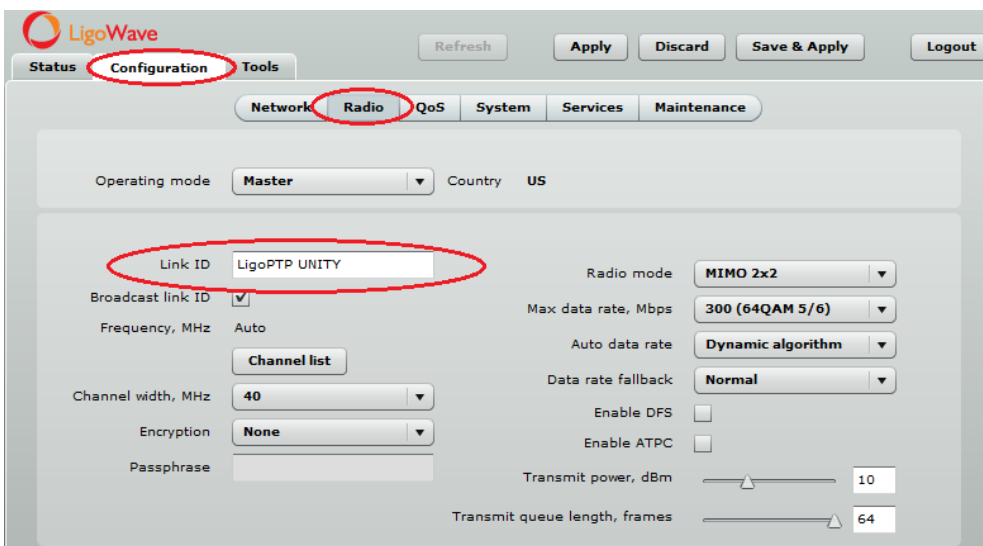 LigoWave
Refresh Apply Discard Save & Apply Logout
Status Configuration Tools
Network Radio QoS System Services Maintenance
Operating mode Master Country US
Link ID LigoPTP UNITY
Radio mode MIMO 2x2
Broadcast link ID
Max data rate, Mbps 300 (64QAM 5/6)
Frequency, MHz Auto
Auto data rate Dynamic algorithm
Channel list
Data rate fallback Normal
Channel width, MHz 40
Enable DFS
Encryption None
Enable ATPC
Passphrase
Transmit power, dBm 10
Transmit queue length, frames 64